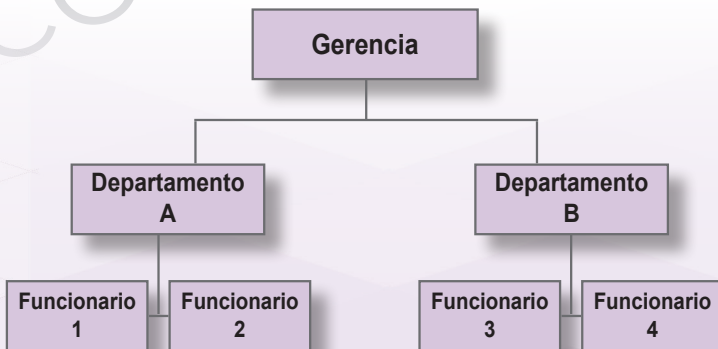 Gerencia
Departamento
A
Departamento
B
Funcionario
1
Funcionario
2
Funcionario
3
Funcionario
4